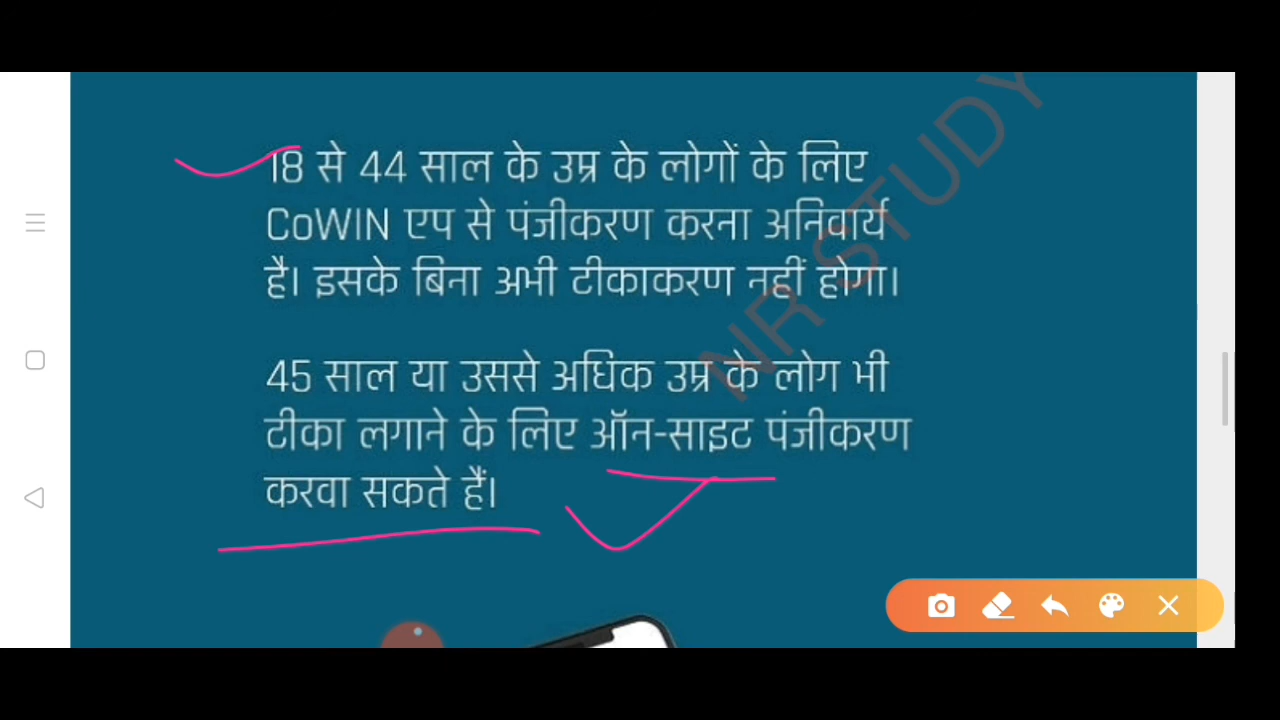 18 से 44 साल के उम्र के लोगों के लिए
CoWIN एप से पंजीकरण करना अनिवार्य
है। इसके बिना अभी टीकाकरण नहीं होगा।
45 साल या उससे अधिक उम्र के लोग भी
टीका लगाने के लिए ऑन-साइट पंजीकरण
करवा सकते हैं।
NR STUDY